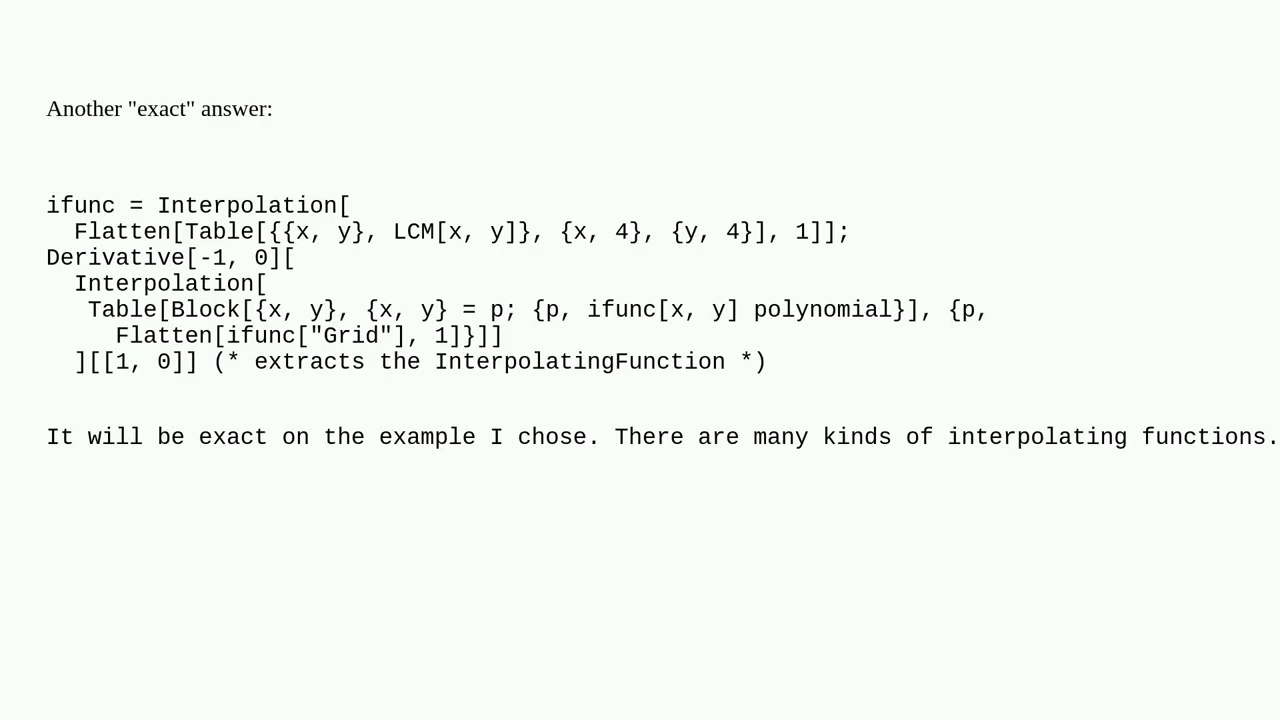 Another "exact" answer:
ifunc = Interpolation[
Flatten[Table[{{x, y}, LCM[x, y]}, {x, 4}, {y, 4}], 1]];
Derivative[-1, 0][
Interpolation[
Table[Block[{x, y}, {x, y} = p; {p, ifunc[x, y] polynomial}], {p,
Flatten[ifunc["Grid"], 1]}]]
][[1, 0]] (* extracts the InterpolatingFunction *)
It will be exact on the example I chose. There are many kinds of interpolating functions.